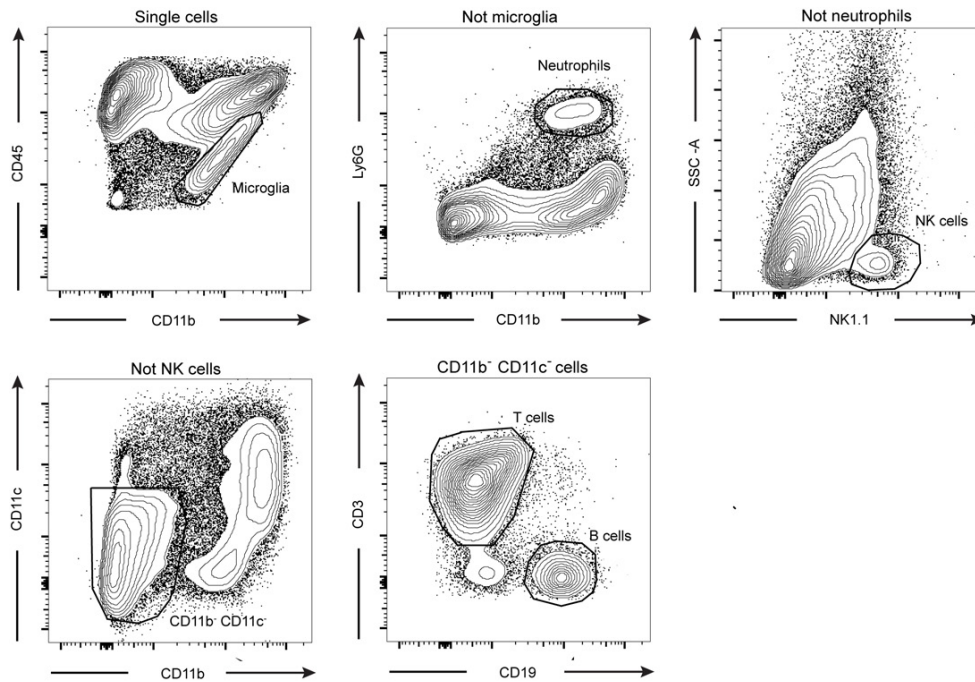 Single cells
CD45
Microglia
CD11b
Not microglia
Ly6G
Neutrophils
CD11b
Not neutrophils
SSC -A
NK cells
NK1.1
Not NK cells
CD11c
CD11b⁻ CD11c⁻
CD11b
CD11b⁻ CD11c⁻ cells
CD3
T cells
B cells
CD19